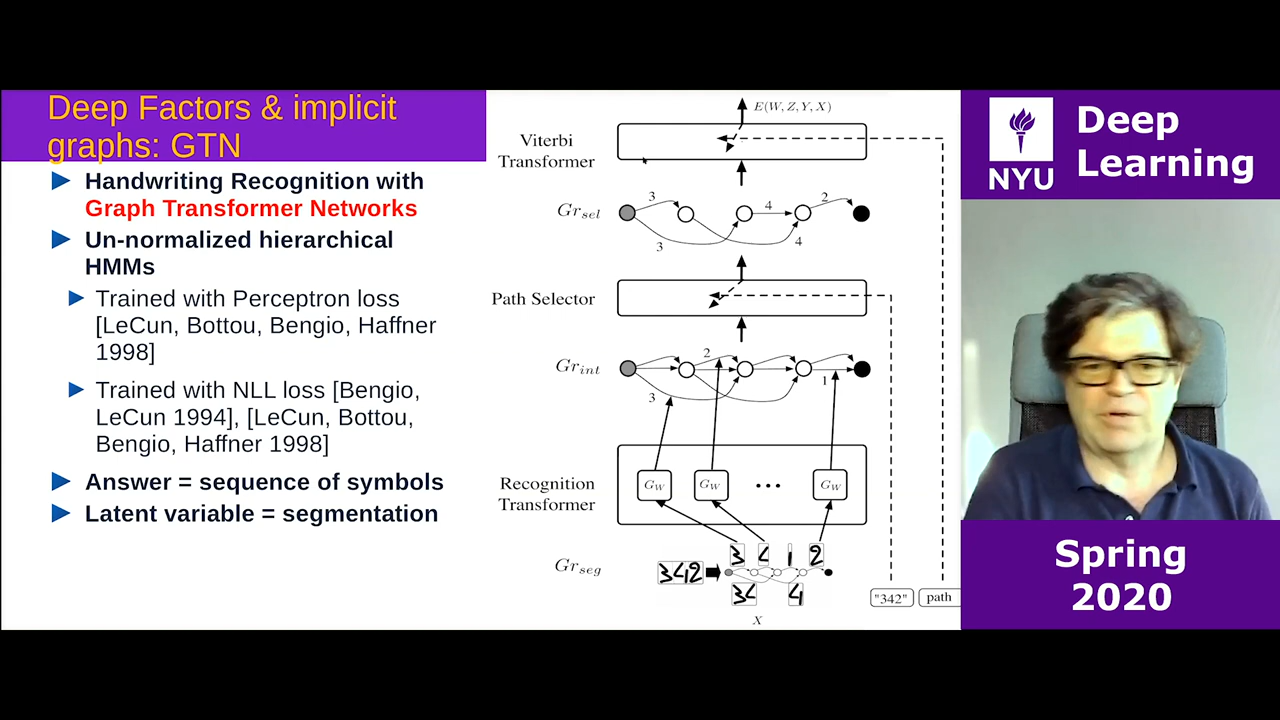 Deep Factors & implicit
graphs: GTN
Handwriting Recognition with
Graph Transformer Networks
Un-normalized hierarchical
HMMs
Trained with Perceptron loss
[LeCun, Bottou, Bengio, Haffner
1998]
Trained with NLL loss [Bengio,
LeCun 1994], [LeCun, Bottou,
Bengio, Haffner 1998]
Answer = sequence of symbols
Latent variable = segmentation
E(W, Z, Y, X)
Viterbi
Transformer
Gr_sel
3
3
4
4
2
Path Selector
Gr_int
2
3
1
Recognition
Transformer
G_W
G_W
...
G_W
Gr_seg
342
3 4 1 2
34 4
"342"
path
X
NYU
Deep
Learning
Spring
2020